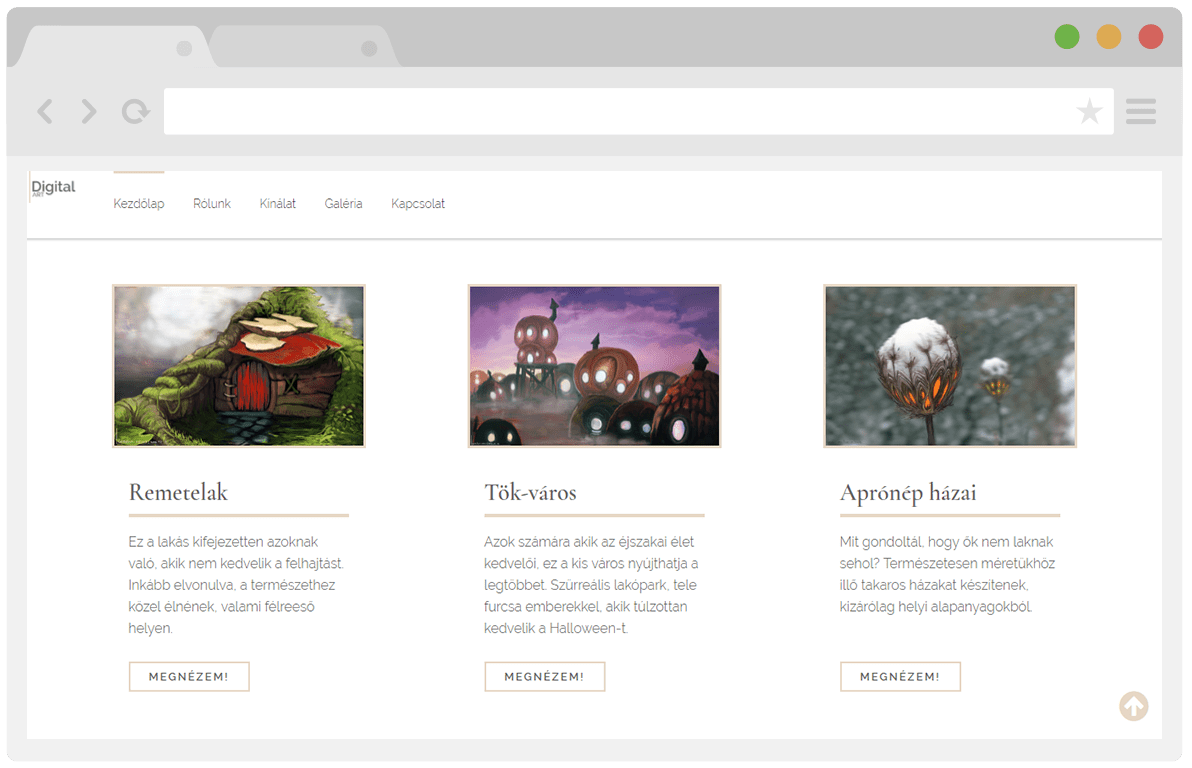 Digital
ART
Kezdőlap Rólunk Kínálat Galéria Kapcsolat
Remetelak
Ez a lakás kifejezetten azoknak
való, akik nem kedvelik a felhajtást.
Inkább elvonulva, a természethez
közel élnének, valami félreeső
helyen.
MEGNÉZEM!
Tök-város
Azok számára akik az éjszakai élet
kedvelői, ez a kis város nyújthatja a
legtöbbet. Szürreális lakópark, tele
furcsa emberekkel, akik túlzottan
kedvelik a Halloween-t.
MEGNÉZEM!
Aprónép házai
Mit gondoltál, hogy ők nem laknak
sehol? Természetesen méretükhöz
illő takaros házakat készítenek,
kizárólag helyi alapanyagokból.
MEGNÉZEM!